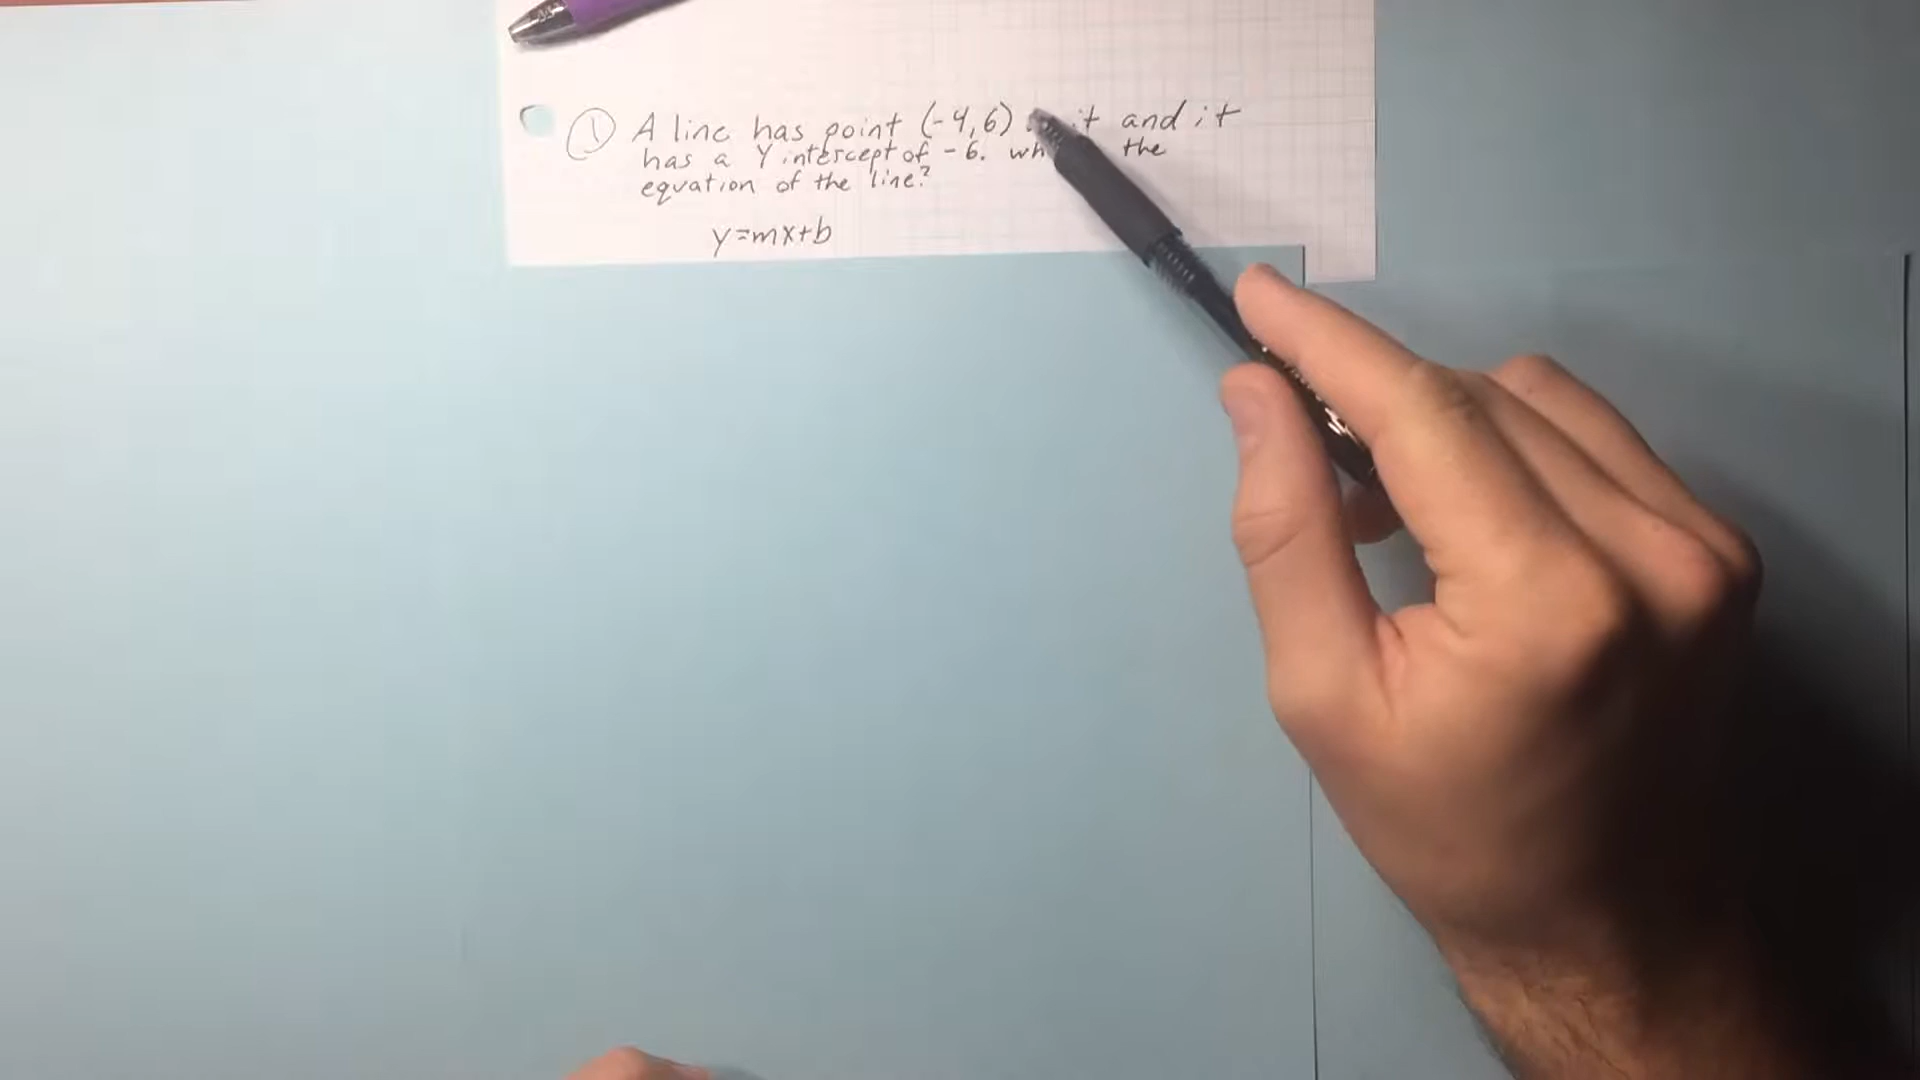 ① A line has point (-4,6) it and it
has a Y intercept of -6. the
equation of the line?
y=mx+b